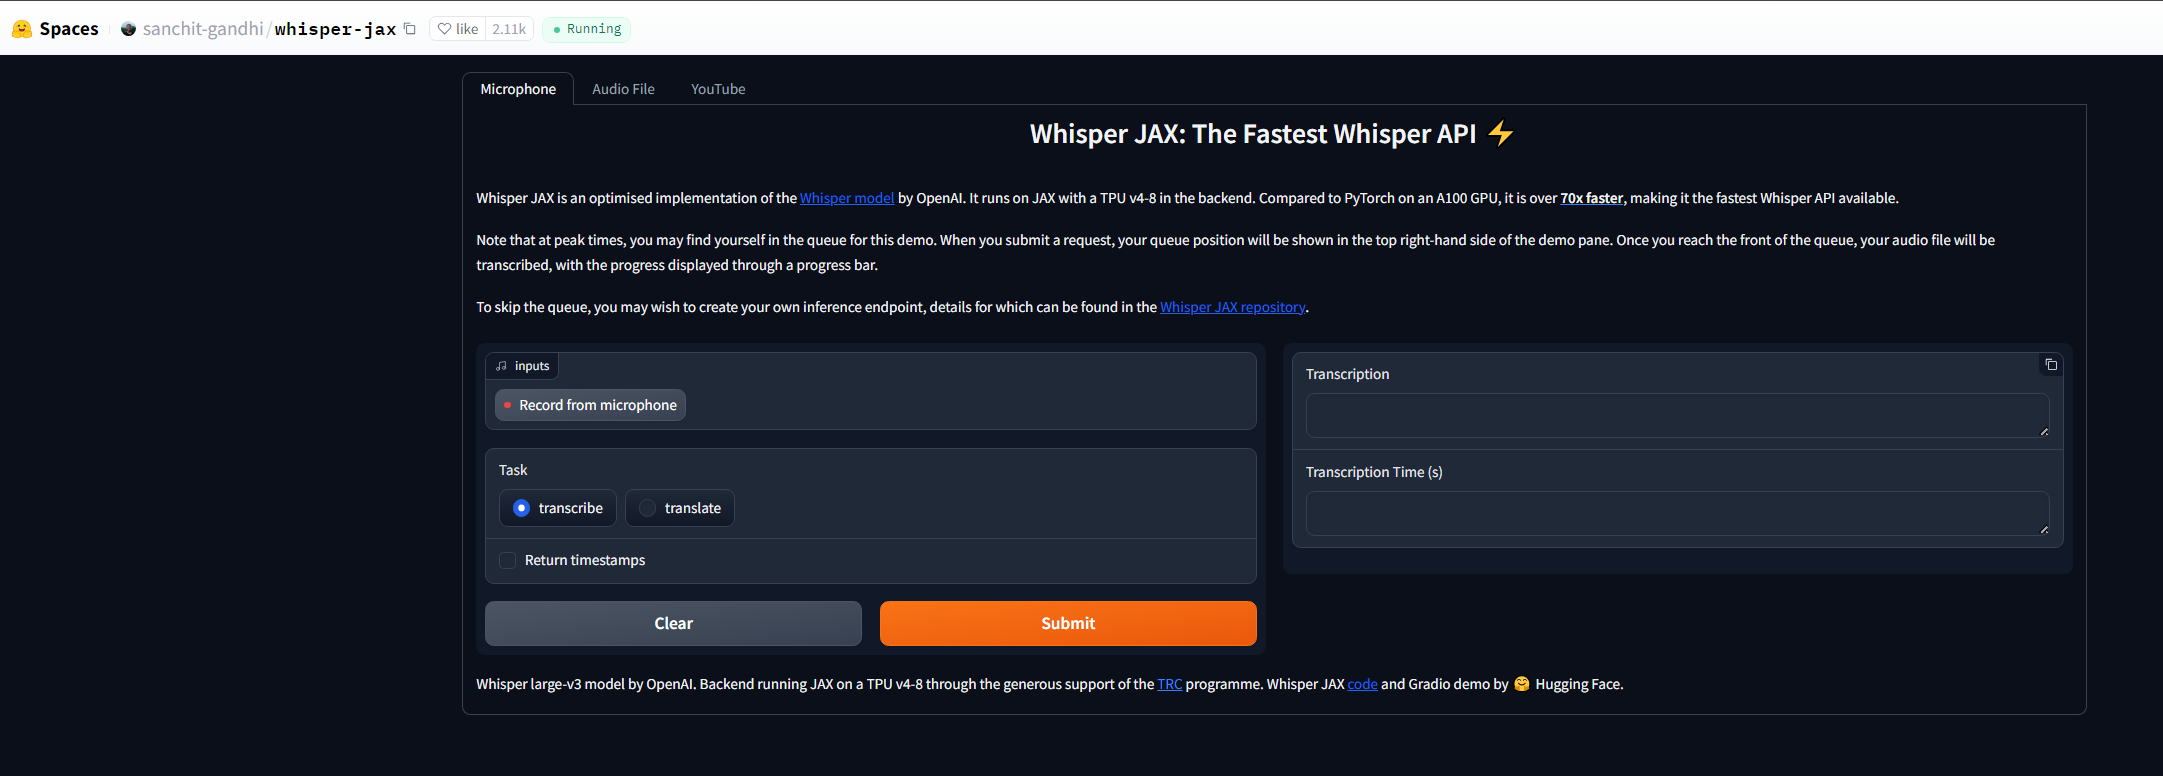 Spaces sanchit-gandhi/whisper-jax like 2.11k Running
Microphone Audio File YouTube
Whisper JAX: The Fastest Whisper API ⚡
Whisper JAX is an optimised implementation of the Whisper model by OpenAI. It runs on JAX with a TPU v4-8 in the backend. Compared to PyTorch on an A100 GPU, it is over 70x faster, making it the fastest Whisper API available.
Note that at peak times, you may find yourself in the queue for this demo. When you submit a request, your queue position will be shown in the top right-hand side of the demo pane. Once you reach the front of the queue, your audio file will be
transcribed, with the progress displayed through a progress bar.
To skip the queue, you may wish to create your own inference endpoint, details for which can be found in the Whisper JAX repository.
inputs
Record from microphone
Task
transcribe translate
Return timestamps
Clear Submit
Transcription
Transcription Time (s)
Whisper large-v3 model by OpenAI. Backend running JAX on a TPU v4-8 through the generous support of the TRC programme. Whisper JAX code and Gradio demo by 🤗 Hugging Face.